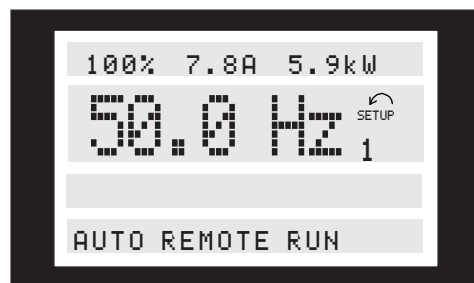 100% 7.8A 5.9kW
50.0 Hz
SETUP
1
AUTO REMOTE RUN